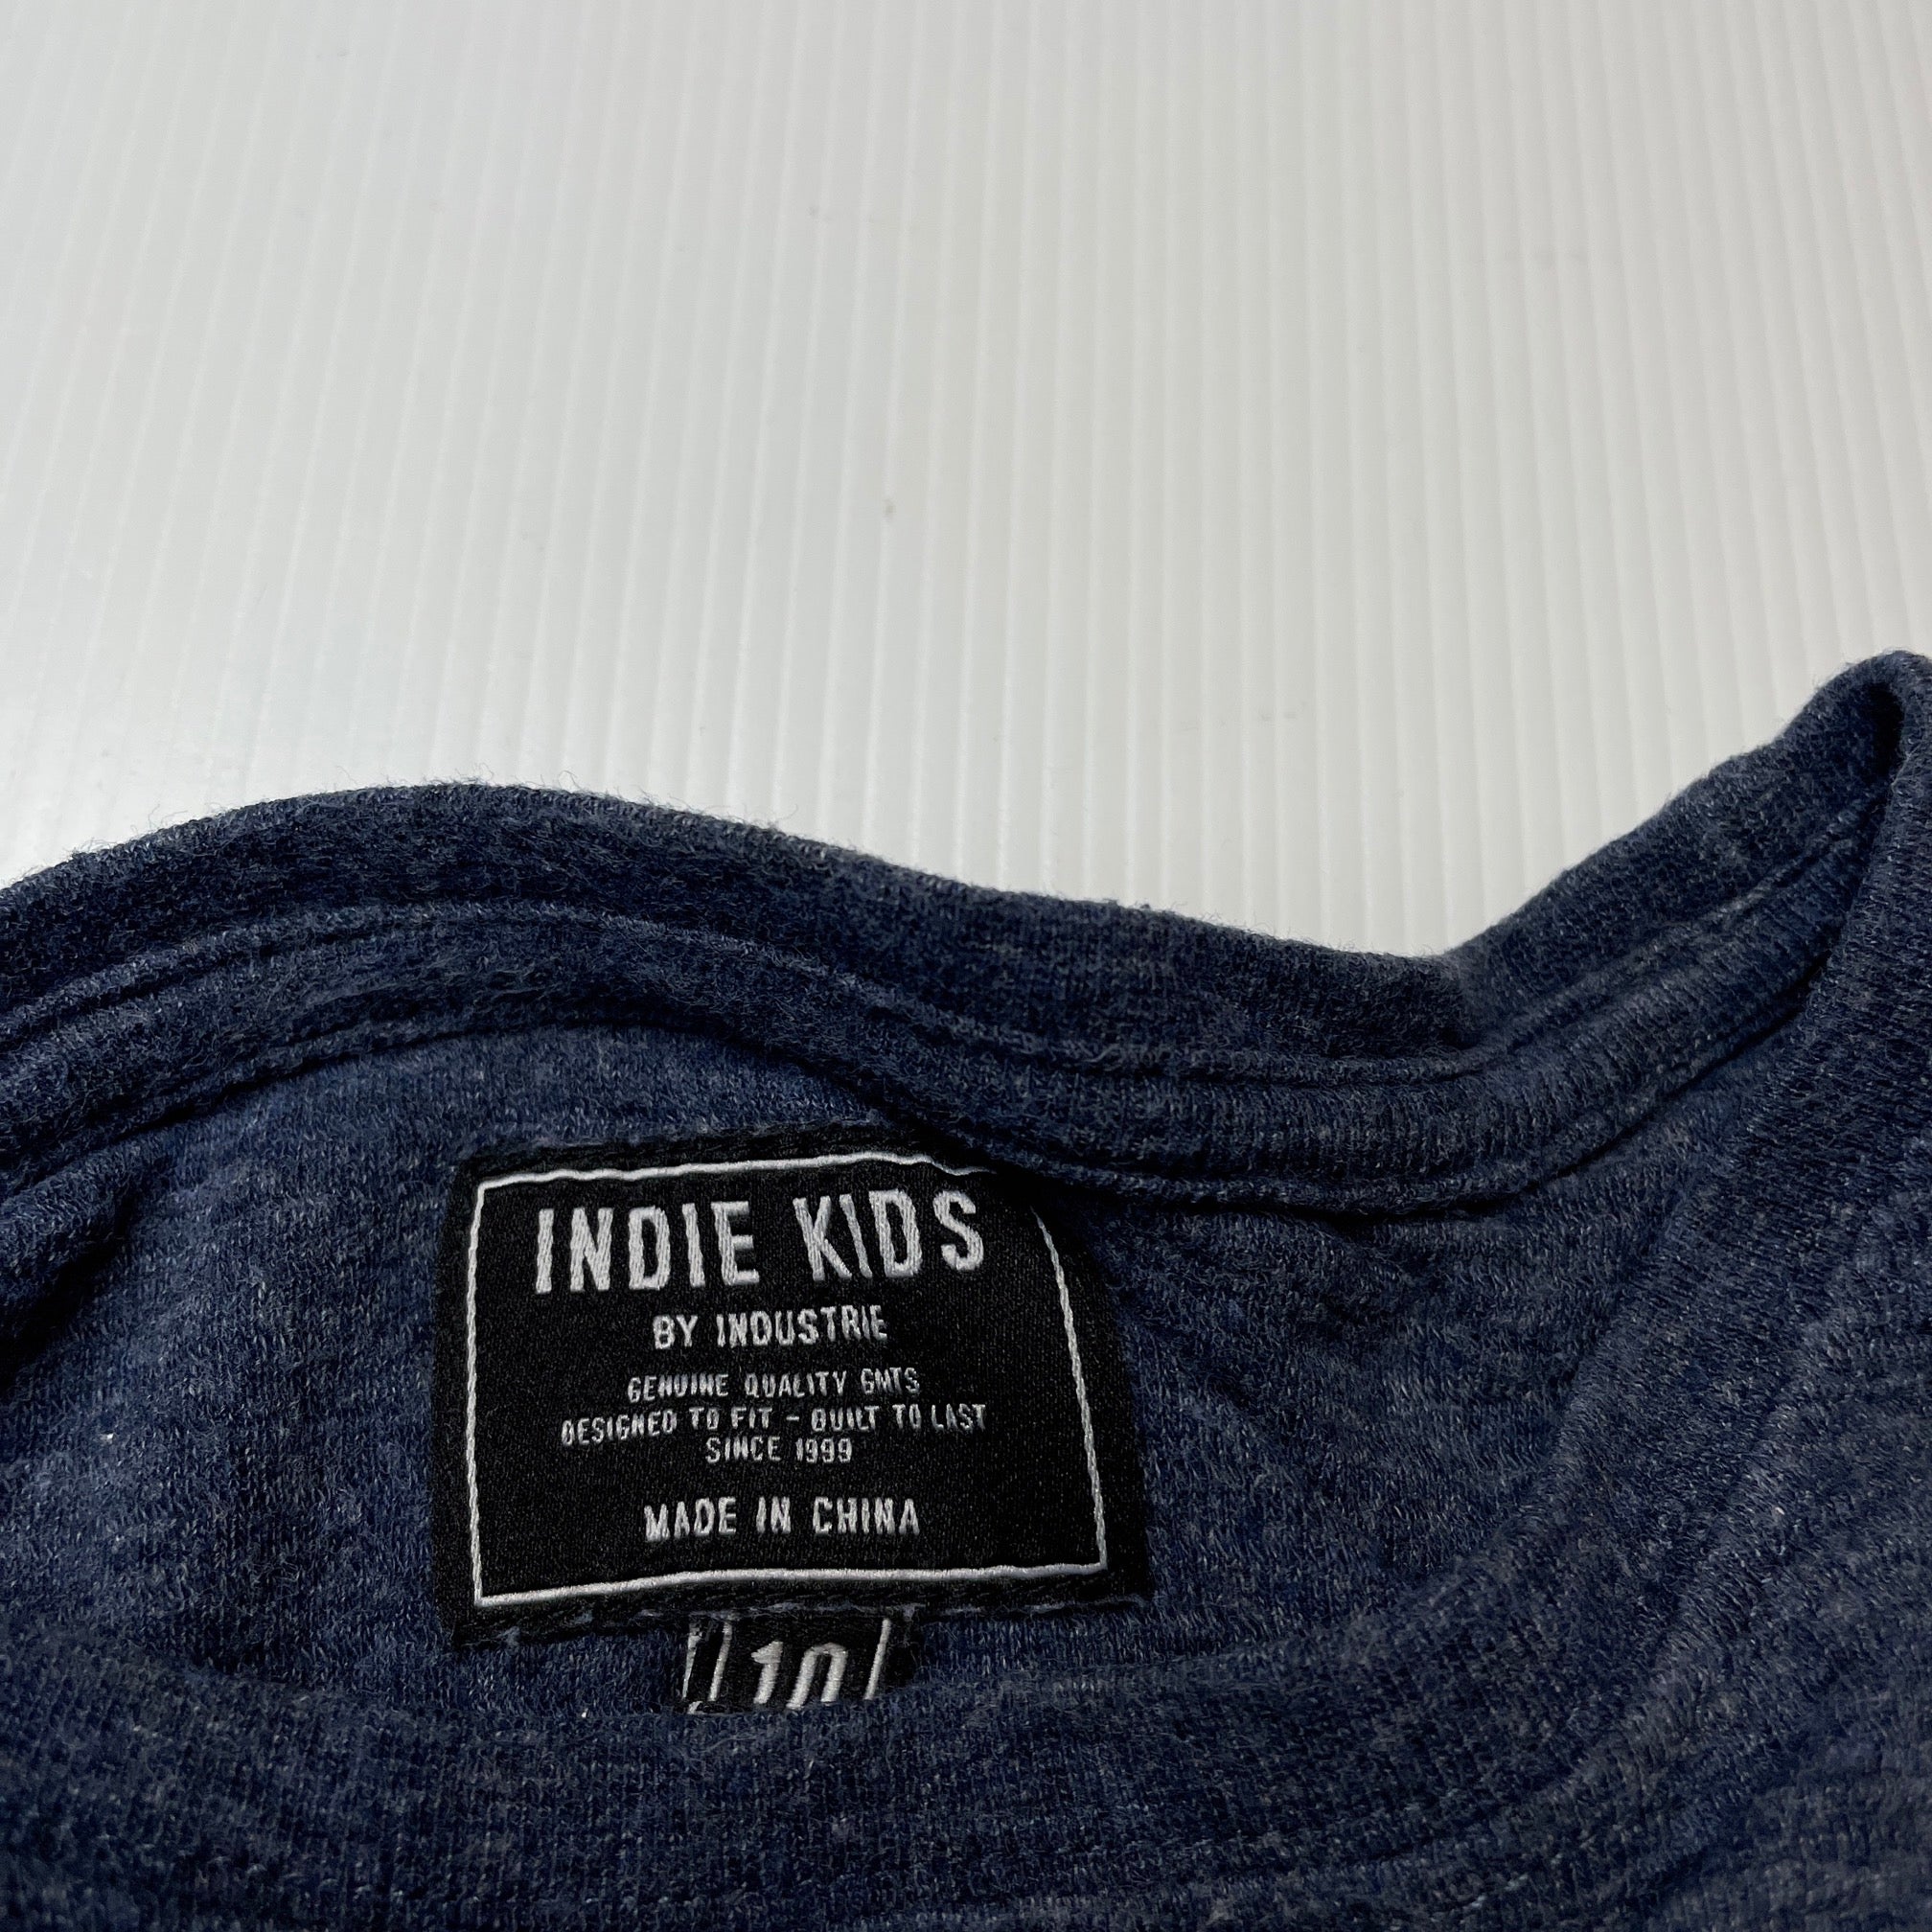 INDIE KIDS
BY INDUSTRIE
GENUINE QUALITY GMTS
DESIGNED TO FIT - BUILT TO LAST
SINCE 1999
MADE IN CHINA
10